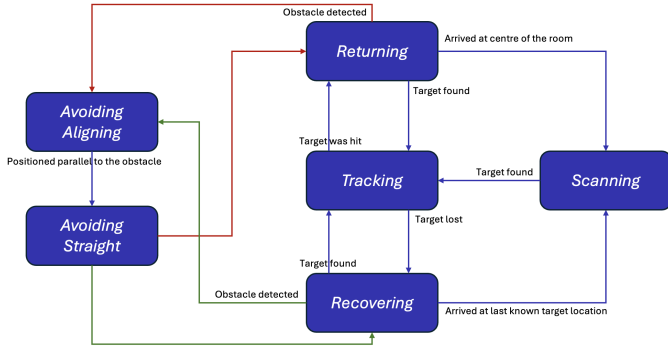 Obstacle detected
Returning
Arrived at centre of the room
Target found
Avoiding
Aligning
Target was hit
Positioned parallel to the obstacle
Tracking
Target found
Scanning
Avoiding
Straight
Target lost
Target found
Obstacle detected
Recovering
Arrived at last known target location